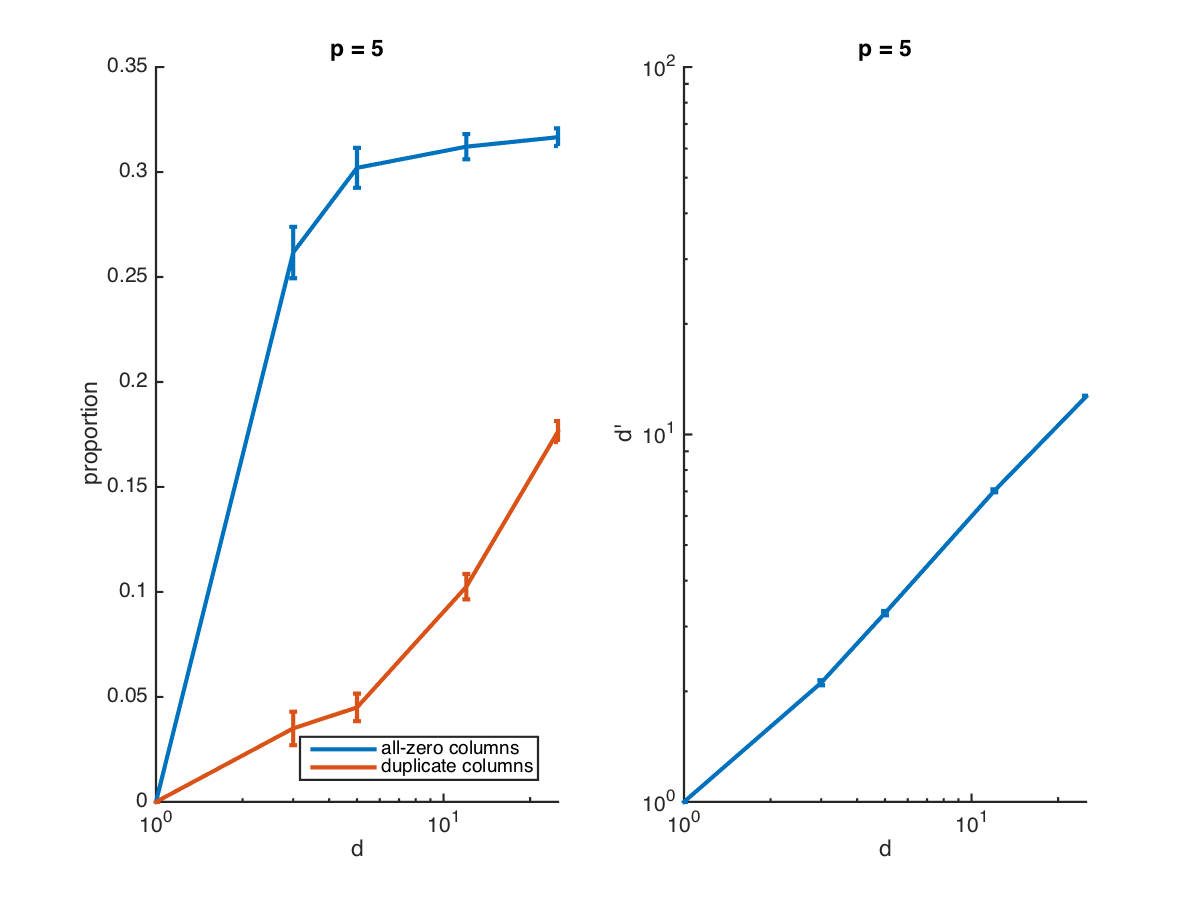 p = 5
0.35
0.3
0.25
0.2
0.15
0.1
0.05
0
proportion
10^0
10^1
d
all-zero columns
duplicate columns
p = 5
10^2
10^1
10^0
d'
10^0
10^1
d